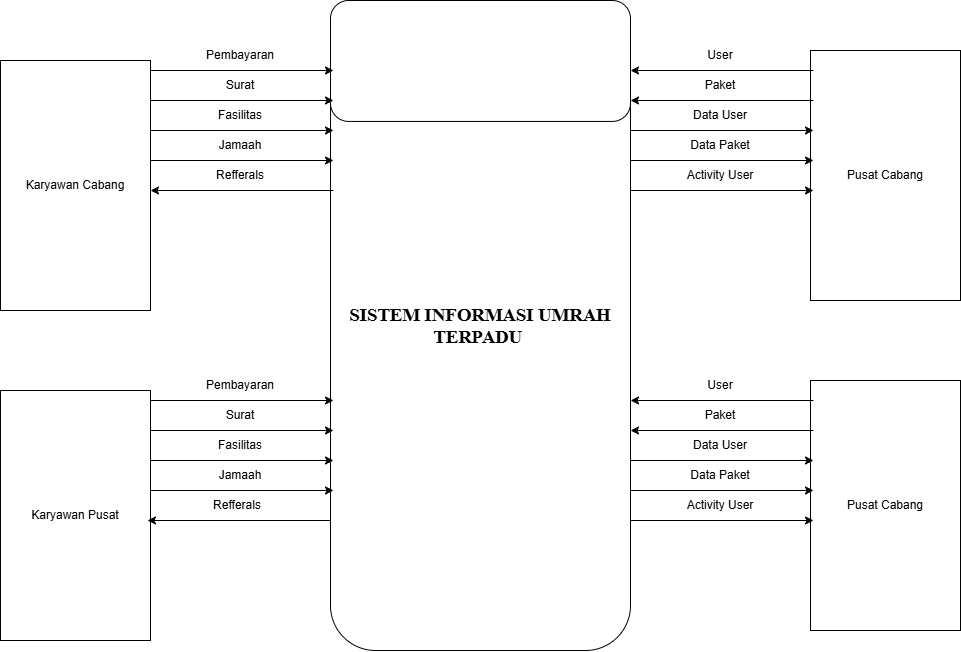 Pembayaran
Surat
Fasilitas
Jamaah
Refferals
Karyawan Cabang
User
Paket
Data User
Data Paket
Activity User
Pusat Cabang
SISTEM INFORMASI UMRAH
TERPADU
Pembayaran
Surat
Fasilitas
Jamaah
Refferals
Karyawan Pusat
User
Paket
Data User
Data Paket
Activity User
Pusat Cabang